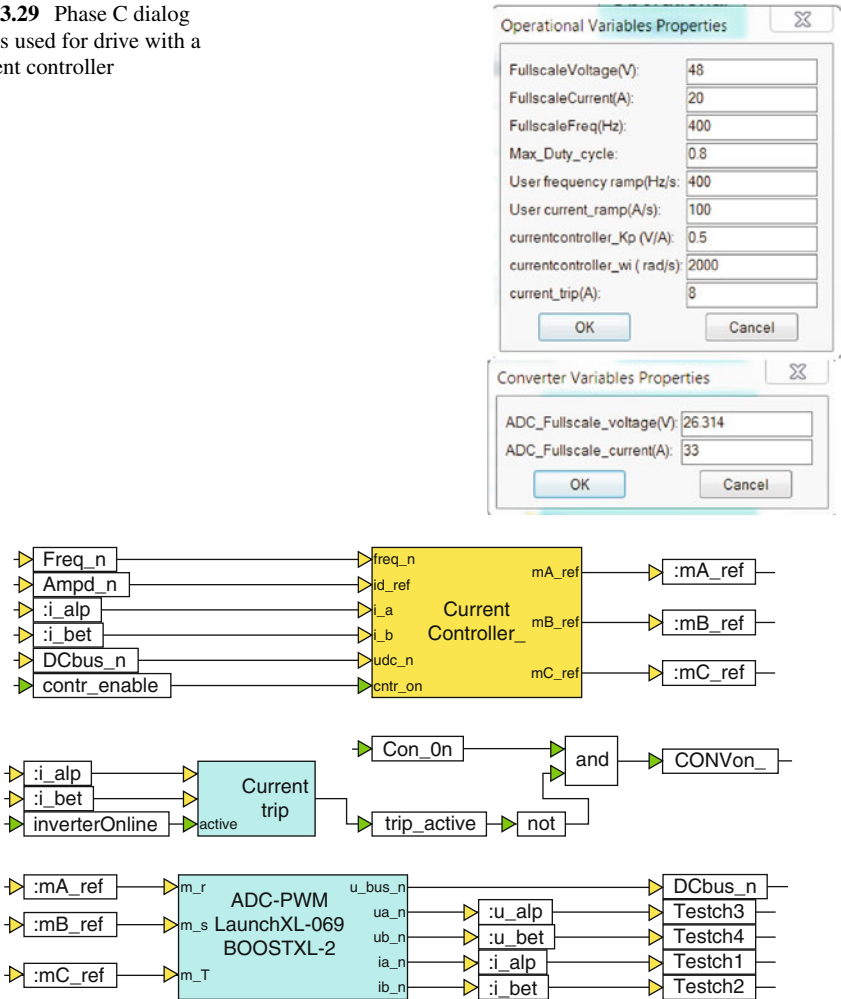 3.29 Phase C dialog
s used for drive with a
ent controller
Operational Variables Properties
FullscaleVoltage(V): 48
FullscaleCurrent(A): 20
FullscaleFreq(Hz): 400
Max_Duty_cycle: 0.8
User frequency ramp(Hz/s: 400
User current_ramp(A/s): 100
currentcontroller_Kp (V/A): 0.5
currentcontroller_wi ( rad/s): 2000
current_trip(A): 8
OK Cancel
Converter Variables Properties
ADC_Fullscale_voltage(V): 26.314
ADC_Fullscale_current(A): 33
OK Cancel
Freq_n freq_n
Ampd_n id_ref mA_ref :mA_ref
:i_alp i_a Current
:i_bet i_b Controller_ mB_ref :mB_ref
DCbus_n udc_n
contr_enable cntr_on mC_ref :mC_ref
Con_0n and CONVon_
:i_alp Current
:i_bet trip
inverterOnline active trip_active not
:mA_ref m_r ADC-PWM u_bus_n DCbus_n
ua_n :u_alp Testch3
:mB_ref m_s LaunchXL-069 ub_n :u_bet Testch4
BOOSTXL-2 ia_n :i_alp Testch1
:mC_ref m_T ib_n :i_bet Testch2